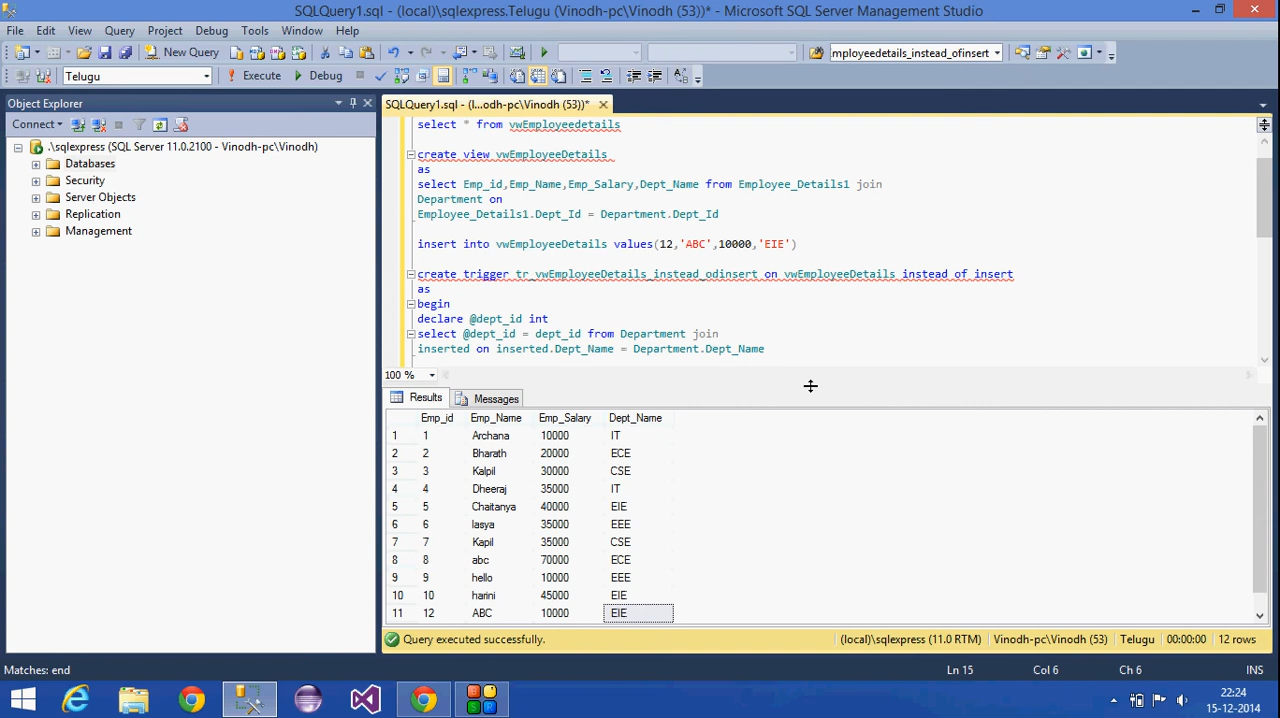 SQLQuery1.sql - (local)\sqlexpress.Telugu (Vinodh-pc\Vinodh (53))* - Microsoft SQL Server Management Studio
File Edit View Query Project Debug Tools Window Help
New Query
mployeedetails_instead_ofinsert
Telugu
Execute
Debug
Object Explorer
SQLQuery1.sql - (l...odh-pc\Vinodh (53))*
Connect
.\sqlexpress (SQL Server 11.0.2100 - Vinodh-pc\Vinodh)
Databases
Security
Server Objects
Replication
Management
select * from vwEmployeedetails
create view vwEmployeeDetails
as
select Emp_id,Emp_Name,Emp_Salary,Dept_Name from Employee_Details1 join
Department on
Employee_Details1.Dept_Id = Department.Dept_Id
insert into vwEmployeeDetails values(12,'ABC',10000,'EIE')
create trigger tr_vwEmployeeDetails_instead_odinsert on vwEmployeeDetails instead of insert
as
begin
declare @dept_id int
select @dept_id = dept_id from Department join
inserted on inserted.Dept_Name = Department.Dept_Name
100 %
Results Messages
Emp_id Emp_Name Emp_Salary Dept_Name
1 1 Archana 10000 IT
2 2 Bharath 20000 ECE
3 3 Kalpil 30000 CSE
4 4 Dheeraj 35000 IT
5 5 Chaitanya 40000 EIE
6 6 lasya 35000 EEE
7 7 Kapil 35000 CSE
8 8 abc 70000 ECE
9 9 hello 10000 EEE
10 10 harini 45000 EIE
11 12 ABC 10000 EIE
Query executed successfully.
(local)\sqlexpress (11.0 RTM) Vinodh-pc\Vinodh (53) Telugu 00:00:00 12 rows
Matches: end
Ln 15 Col 6 Ch 6 INS
22:24
15-12-2014